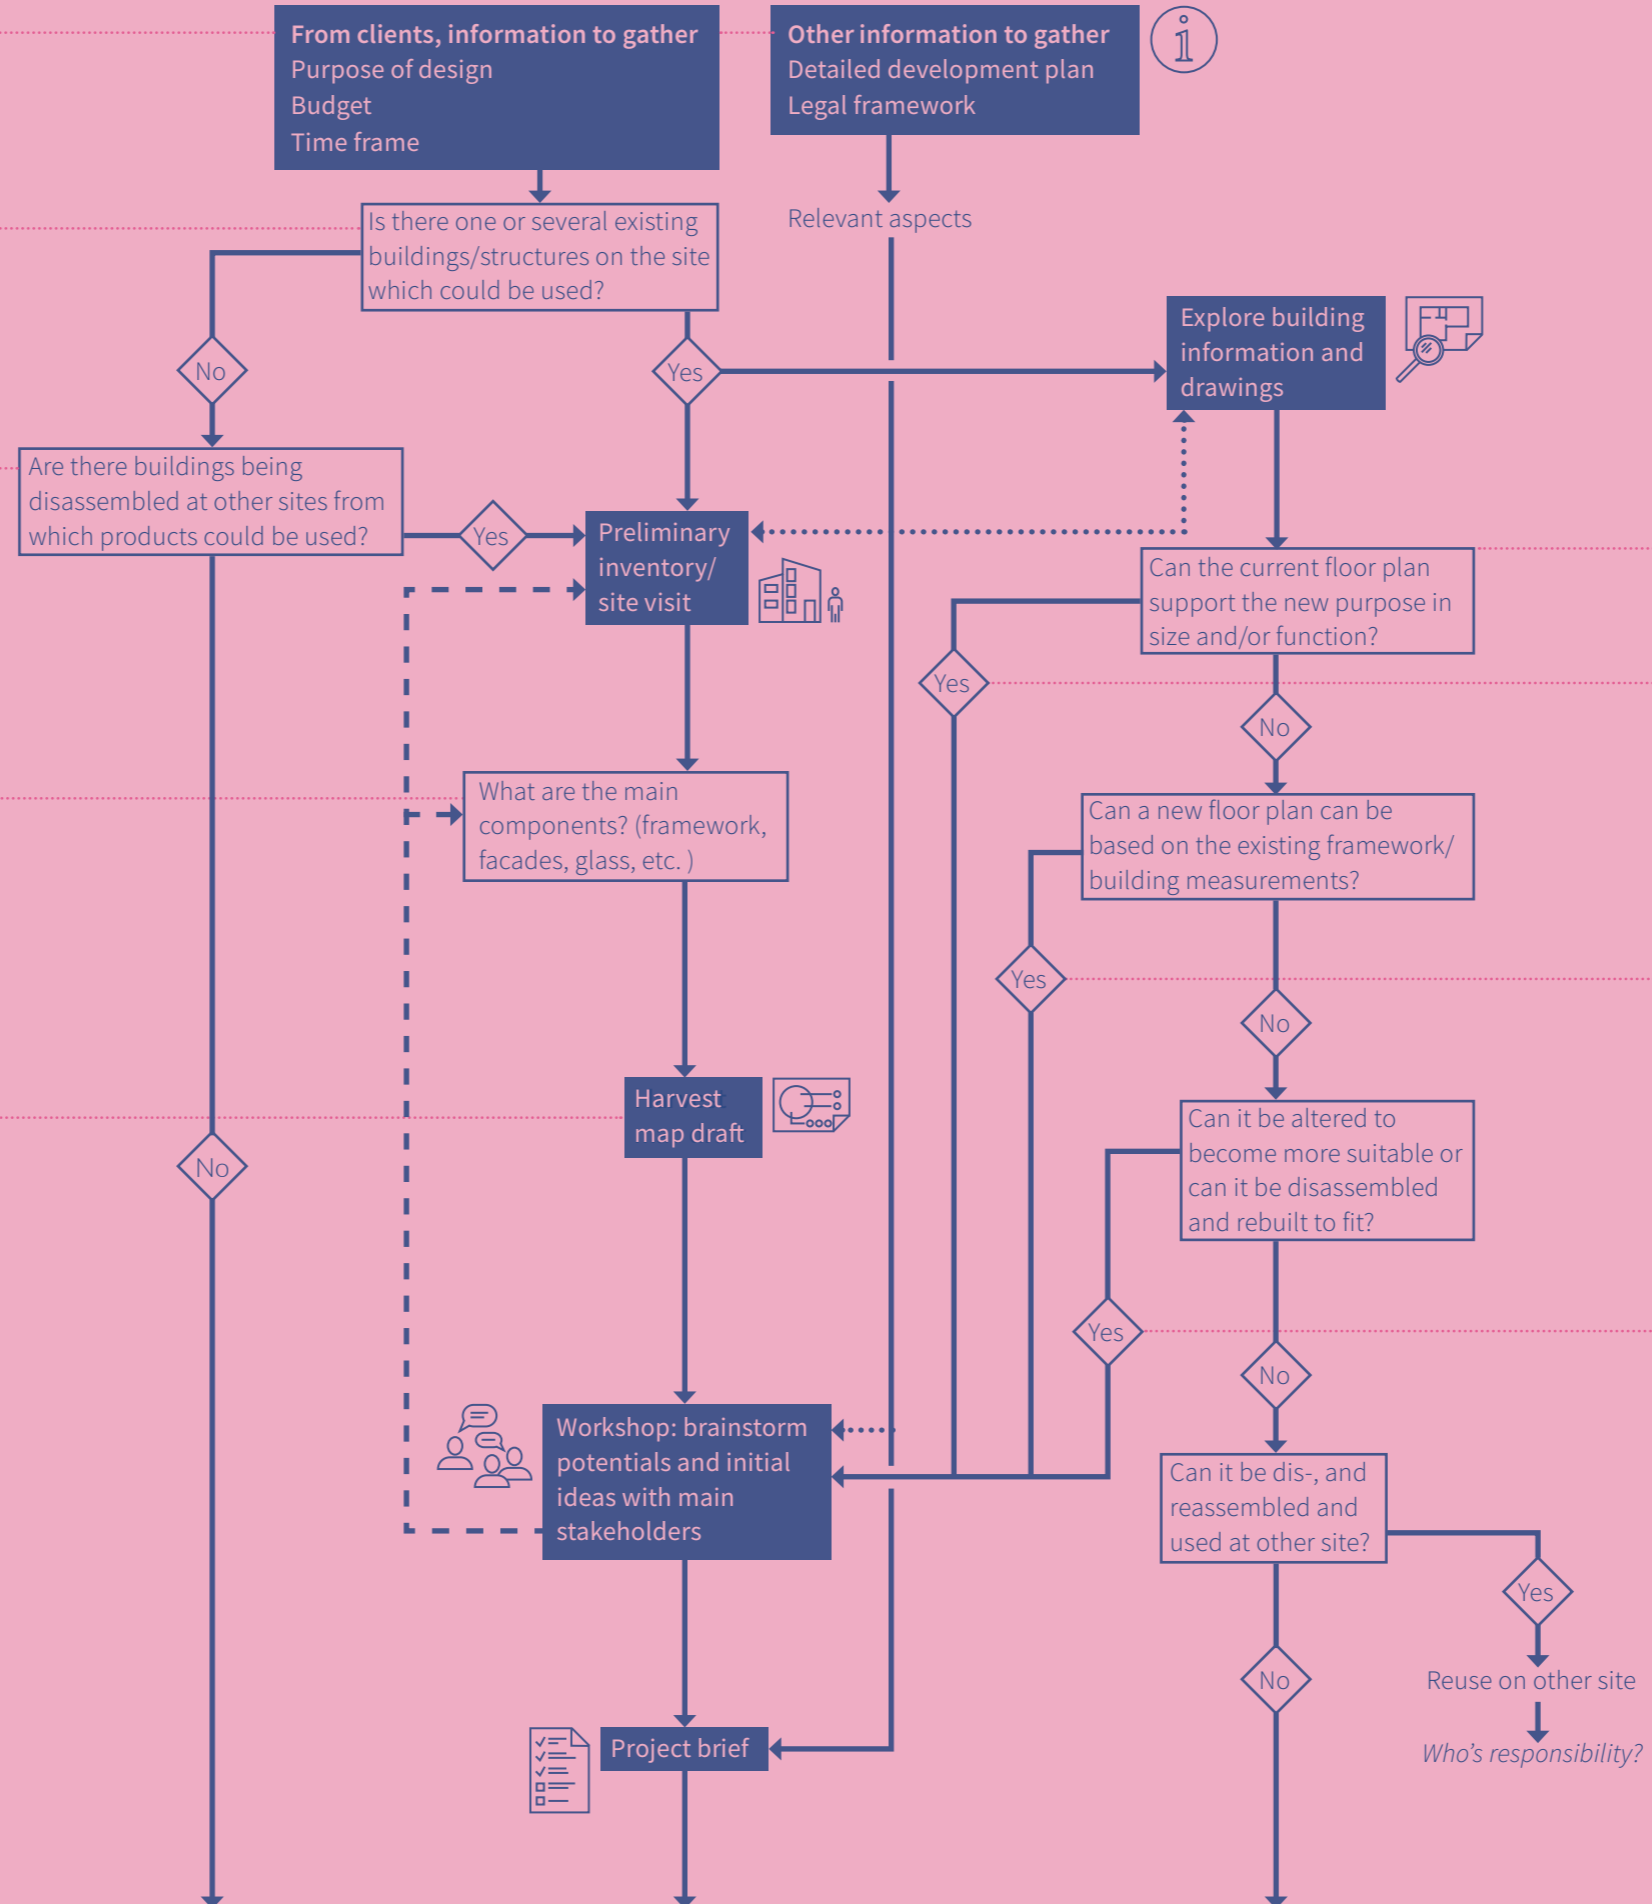 From clients, information to gather
Purpose of design
Budget
Time frame
Other information to gather
Detailed development plan
Legal framework
i
Relevant aspects
Is there one or several existing
buildings/structures on the site
which could be used?
No
Yes
Explore building
information and
drawings
Are there buildings being
disassembled at other sites from
which products could be used?
Yes
Preliminary
inventory/
site visit
Can the current floor plan
support the new purpose in
size and/or function?
Yes
No
What are the main
components? (framework,
facades, glass, etc. )
Can a new floor plan can be
based on the existing framework/
building measurements?
Yes
No
Harvest
map draft
No
Can it be altered to
become more suitable or
can it be disassembled
and rebuilt to fit?
Yes
No
Workshop: brainstorm
potentials and initial
ideas with main
stakeholders
Can it be dis-, and
reassembled and
used at other site?
Yes
No
Reuse on other site
Who's responsibility?
Project brief